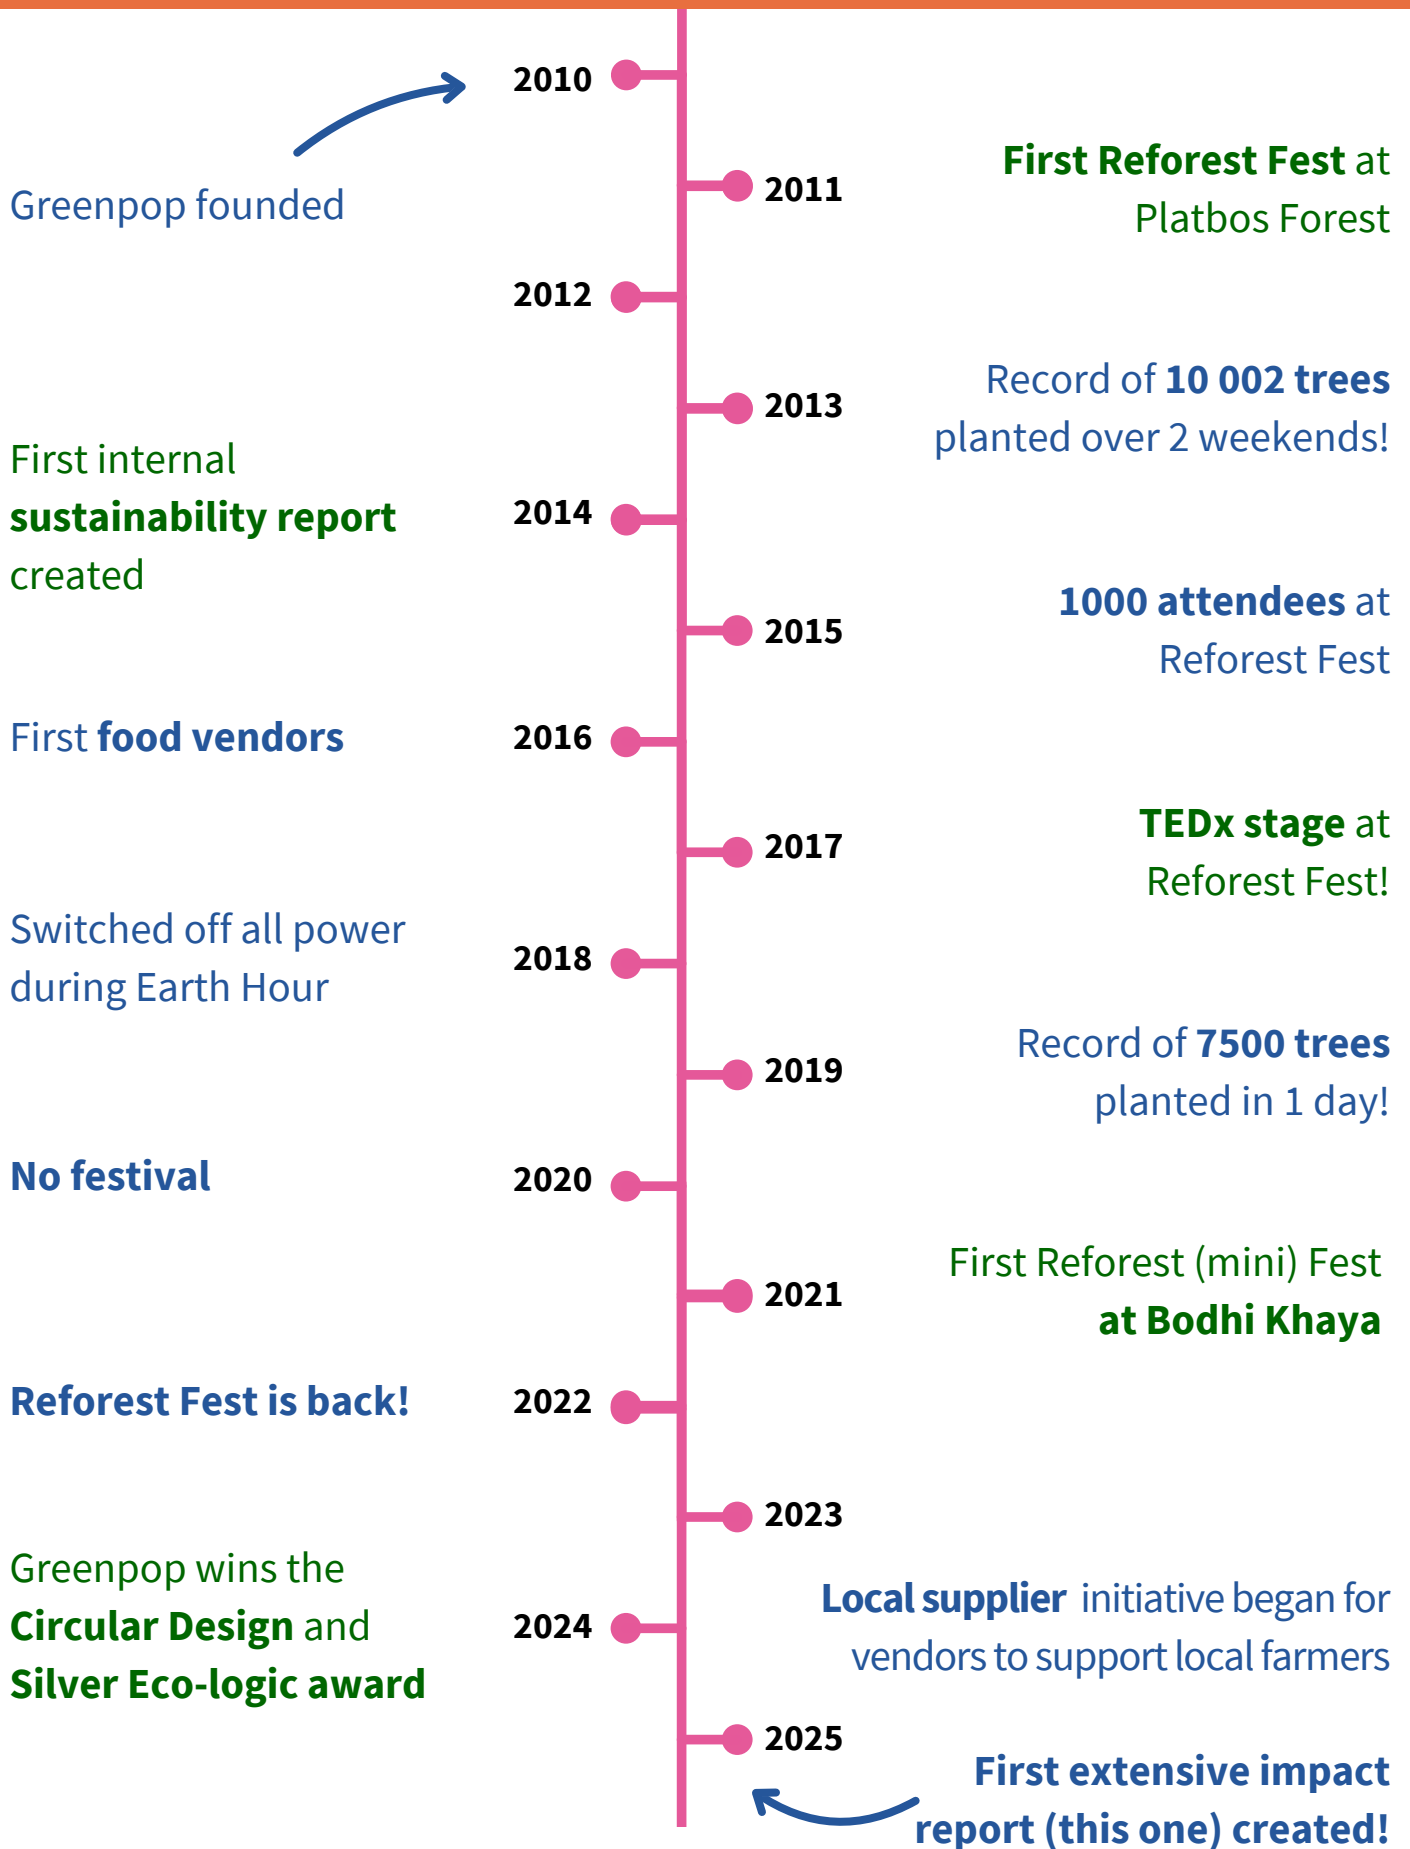 2010
Greenpop founded
2011
First Reforest Fest at
Platbos Forest
2012
2013
Record of 10 002 trees
planted over 2 weekends!
First internal
sustainability report
created
2014
2015
1000 attendees at
Reforest Fest
First food vendors
2016
2017
TEDx stage at
Reforest Fest!
Switched off all power
during Earth Hour
2018
2019
Record of 7500 trees
planted in 1 day!
No festival
2020
2021
First Reforest (mini) Fest
at Bodhi Khaya
Reforest Fest is back!
2022
2023
Greenpop wins the
Circular Design and
Silver Eco-logic award
2024
Local supplier initiative began for
vendors to support local farmers
2025
First extensive impact
report (this one) created!